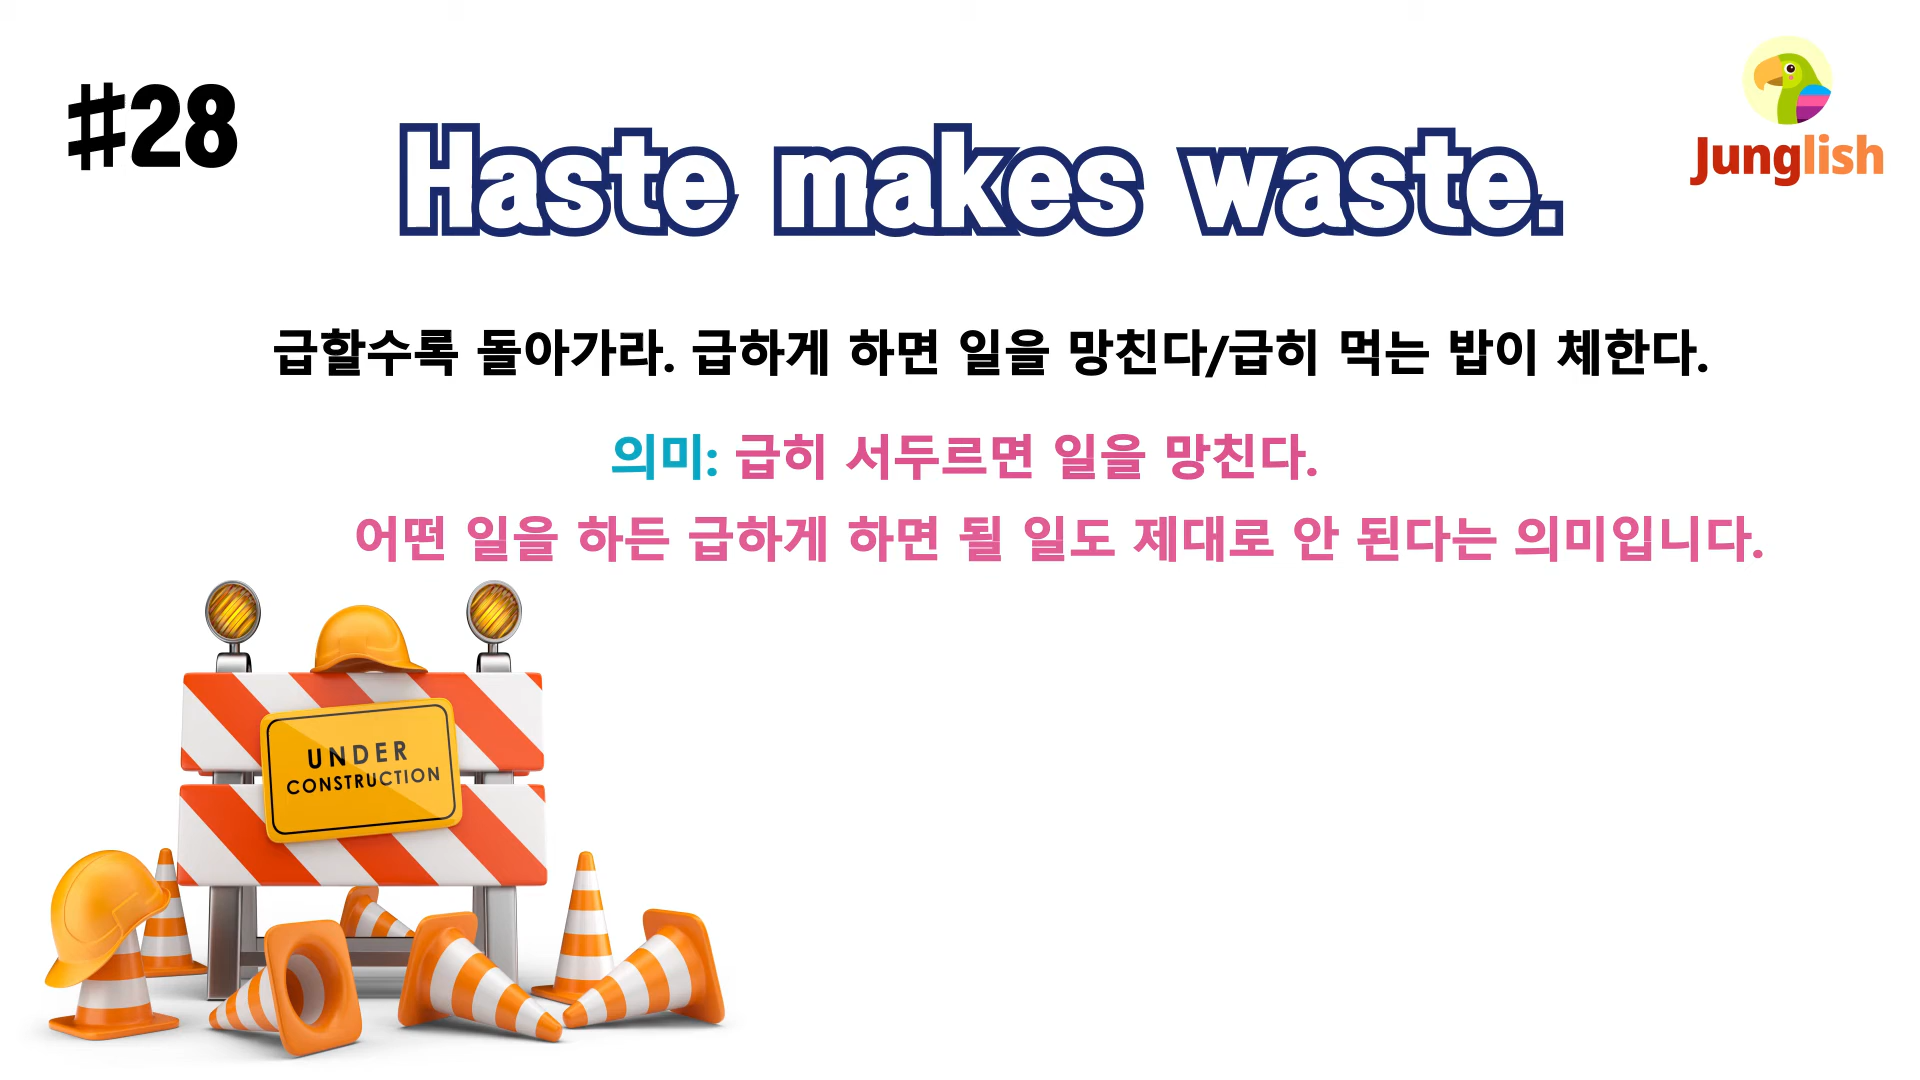 #28
Haste makes waste.
Junglish
급할수록 돌아가라. 급하게 하면 일을 망친다/급히 먹는 밥이 체한다.
의미: 급히 서두르면 일을 망친다.
어떤 일을 하든 급하게 하면 될 일도 제대로 안 된다는 의미입니다.
UNDER
CONSTRUCTION